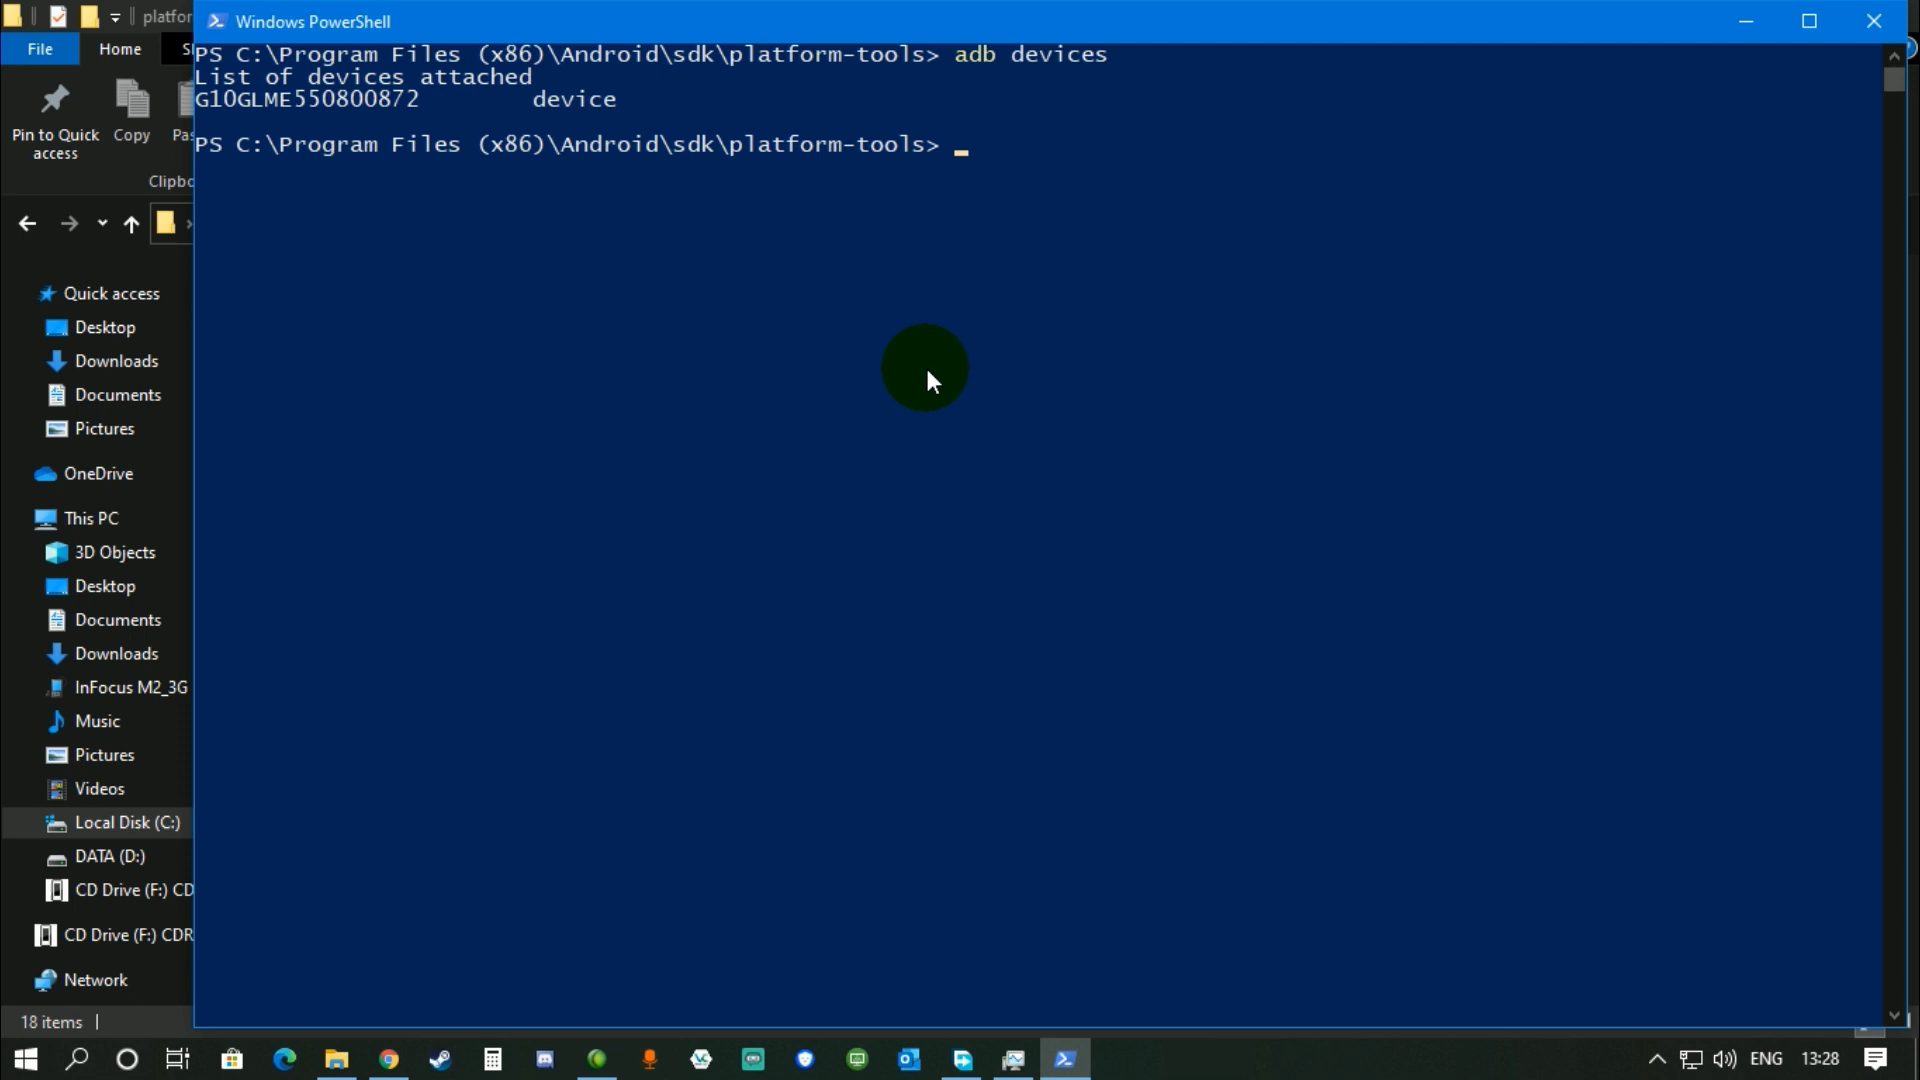 platfor
Windows PowerShell
File
Home
PS C:\Program Files (x86)\Android\sdk\platform-tools> adb devices
List of devices attached
G10GLME550800872 device
PS C:\Program Files (x86)\Android\sdk\platform-tools>
Pin to Quick
access
Copy
Pas
Clipbo
Quick access
Desktop
Downloads
Documents
Pictures
OneDrive
This PC
3D Objects
Desktop
Documents
Downloads
InFocus M2_3G
Music
Pictures
Videos
Local Disk (C:)
DATA (D:)
CD Drive (F:) CD
CD Drive (F:) CDR
Network
18 items
ENG
13:28